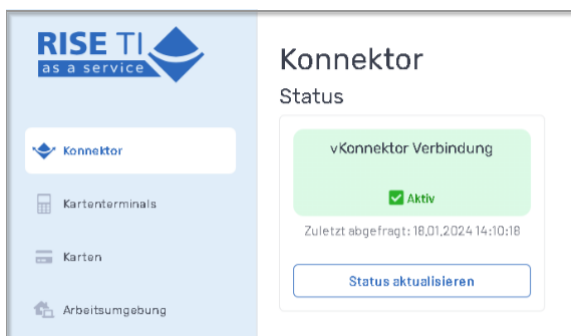 RISE TI
as a service
Konnektor
Kartenterminals
Karten
Arbeitsumgebung
Konnektor
Status
vKonnektor Verbindung
Aktiv
Zuletzt abgefragt: 18,01,2024 14:10:18
Status aktualisieren